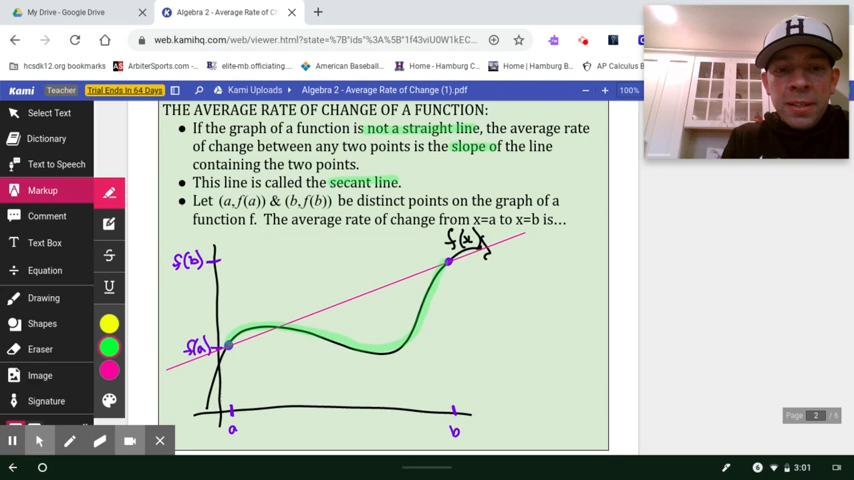 My Drive - Google Drive
Algebra 2 - Average Rate of Ch
web.kamihq.com/web/viewer.html?state=%7B"ids"%3A%5B"1f43viU0W1kEC...
hcsdk12.org bookmarks
ArbiterSports.com
elite-mb.officiating...
American Baseball...
Home - Hamburg C...
Home | Hamburg B...
AP Calculus B
H
Kami
Teacher
Trial Ends In 64 Days
Kami Uploads
Algebra 2 - Average Rate of Change (1).pdf
100%
Select Text
Dictionary
Text to Speech
Markup
Comment
Text Box
Equation
Drawing
Shapes
Eraser
Image
Signature
THE AVERAGE RATE OF CHANGE OF A FUNCTION:
• If the graph of a function is not a straight line, the average rate
of change between any two points is the slope of the line
containing the two points.
• This line is called the secant line.
• Let (a, f(a)) & (b, f(b)) be distinct points on the graph of a
function f. The average rate of change from x=a to x=b is...
f(x)
f(b)
f(a)
a
b
Page 2 / 6
6
3:01